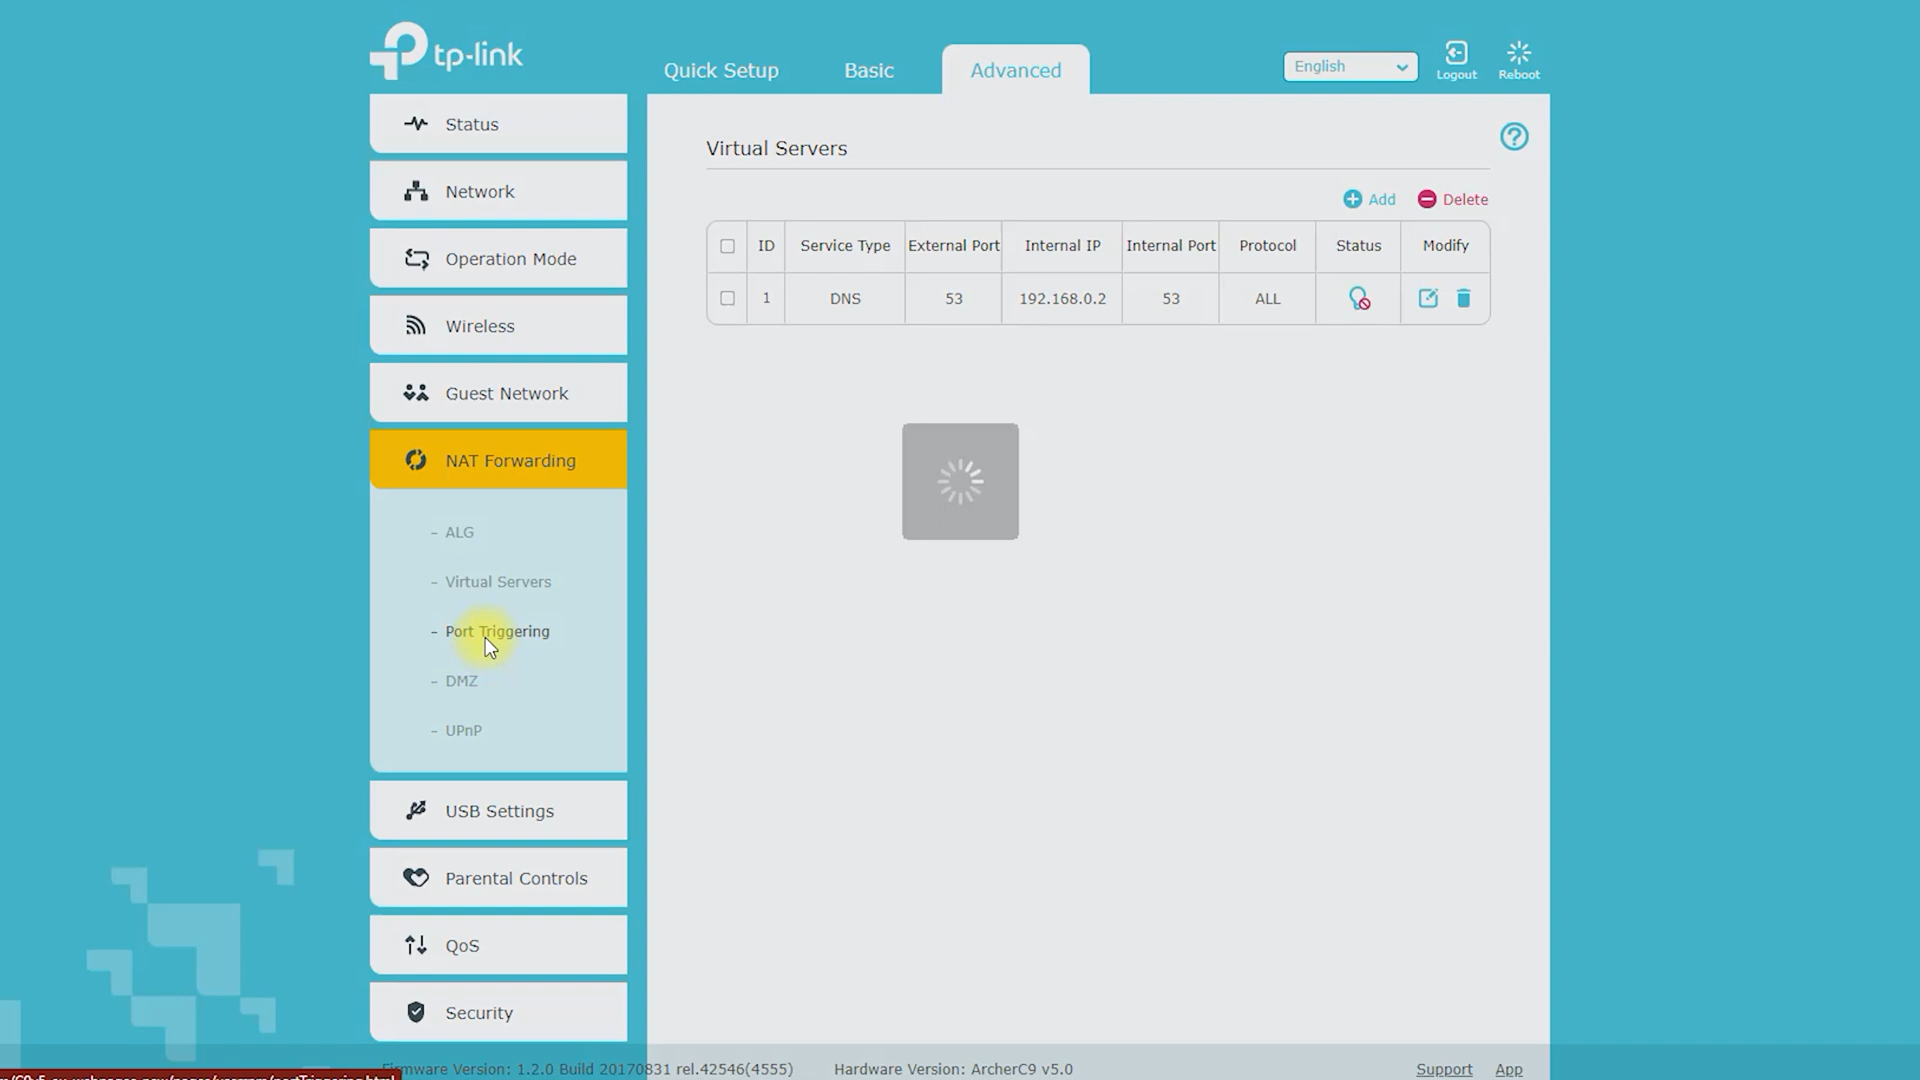 tp-link
Quick Setup
Basic
Advanced
English
Logout
Reboot
Status
Network
Operation Mode
Wireless
Guest Network
NAT Forwarding
- ALG
- Virtual Servers
- Port Triggering
- DMZ
- UPnP
USB Settings
Parental Controls
QoS
Security
Virtual Servers
Add Delete
ID Service Type External Port Internal IP Internal Port Protocol Status Modify
1 DNS 53 192.168.0.2 53 ALL
Firmware Version: 1.2.0 Build 20170831 rel.42546(4555) Hardware Version: ArcherC9 v5.0 Support App